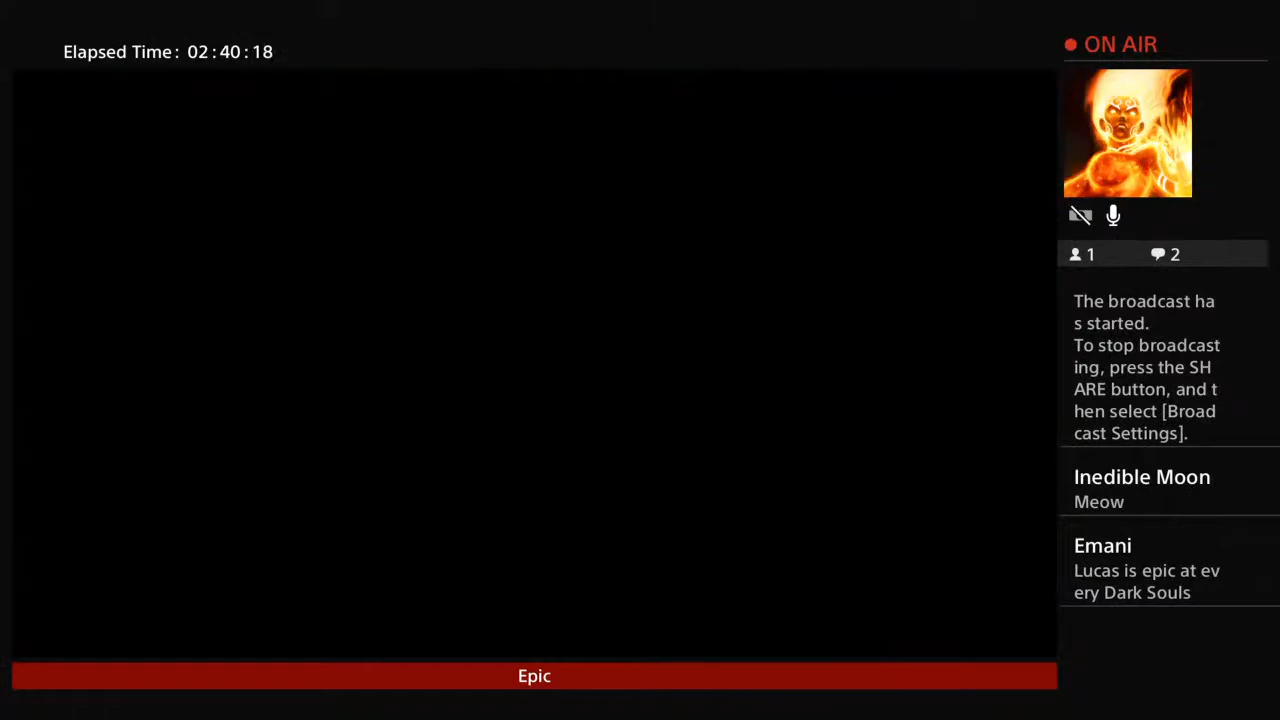 Elapsed Time: 02:40:18
ON AIR
1 2
The broadcast ha
s started.
To stop broadcast
ing, press the SH
ARE button, and t
hen select [Broad
cast Settings].
Inedible Moon
Meow
Emani
Lucas is epic at ev
ery Dark Souls
Epic